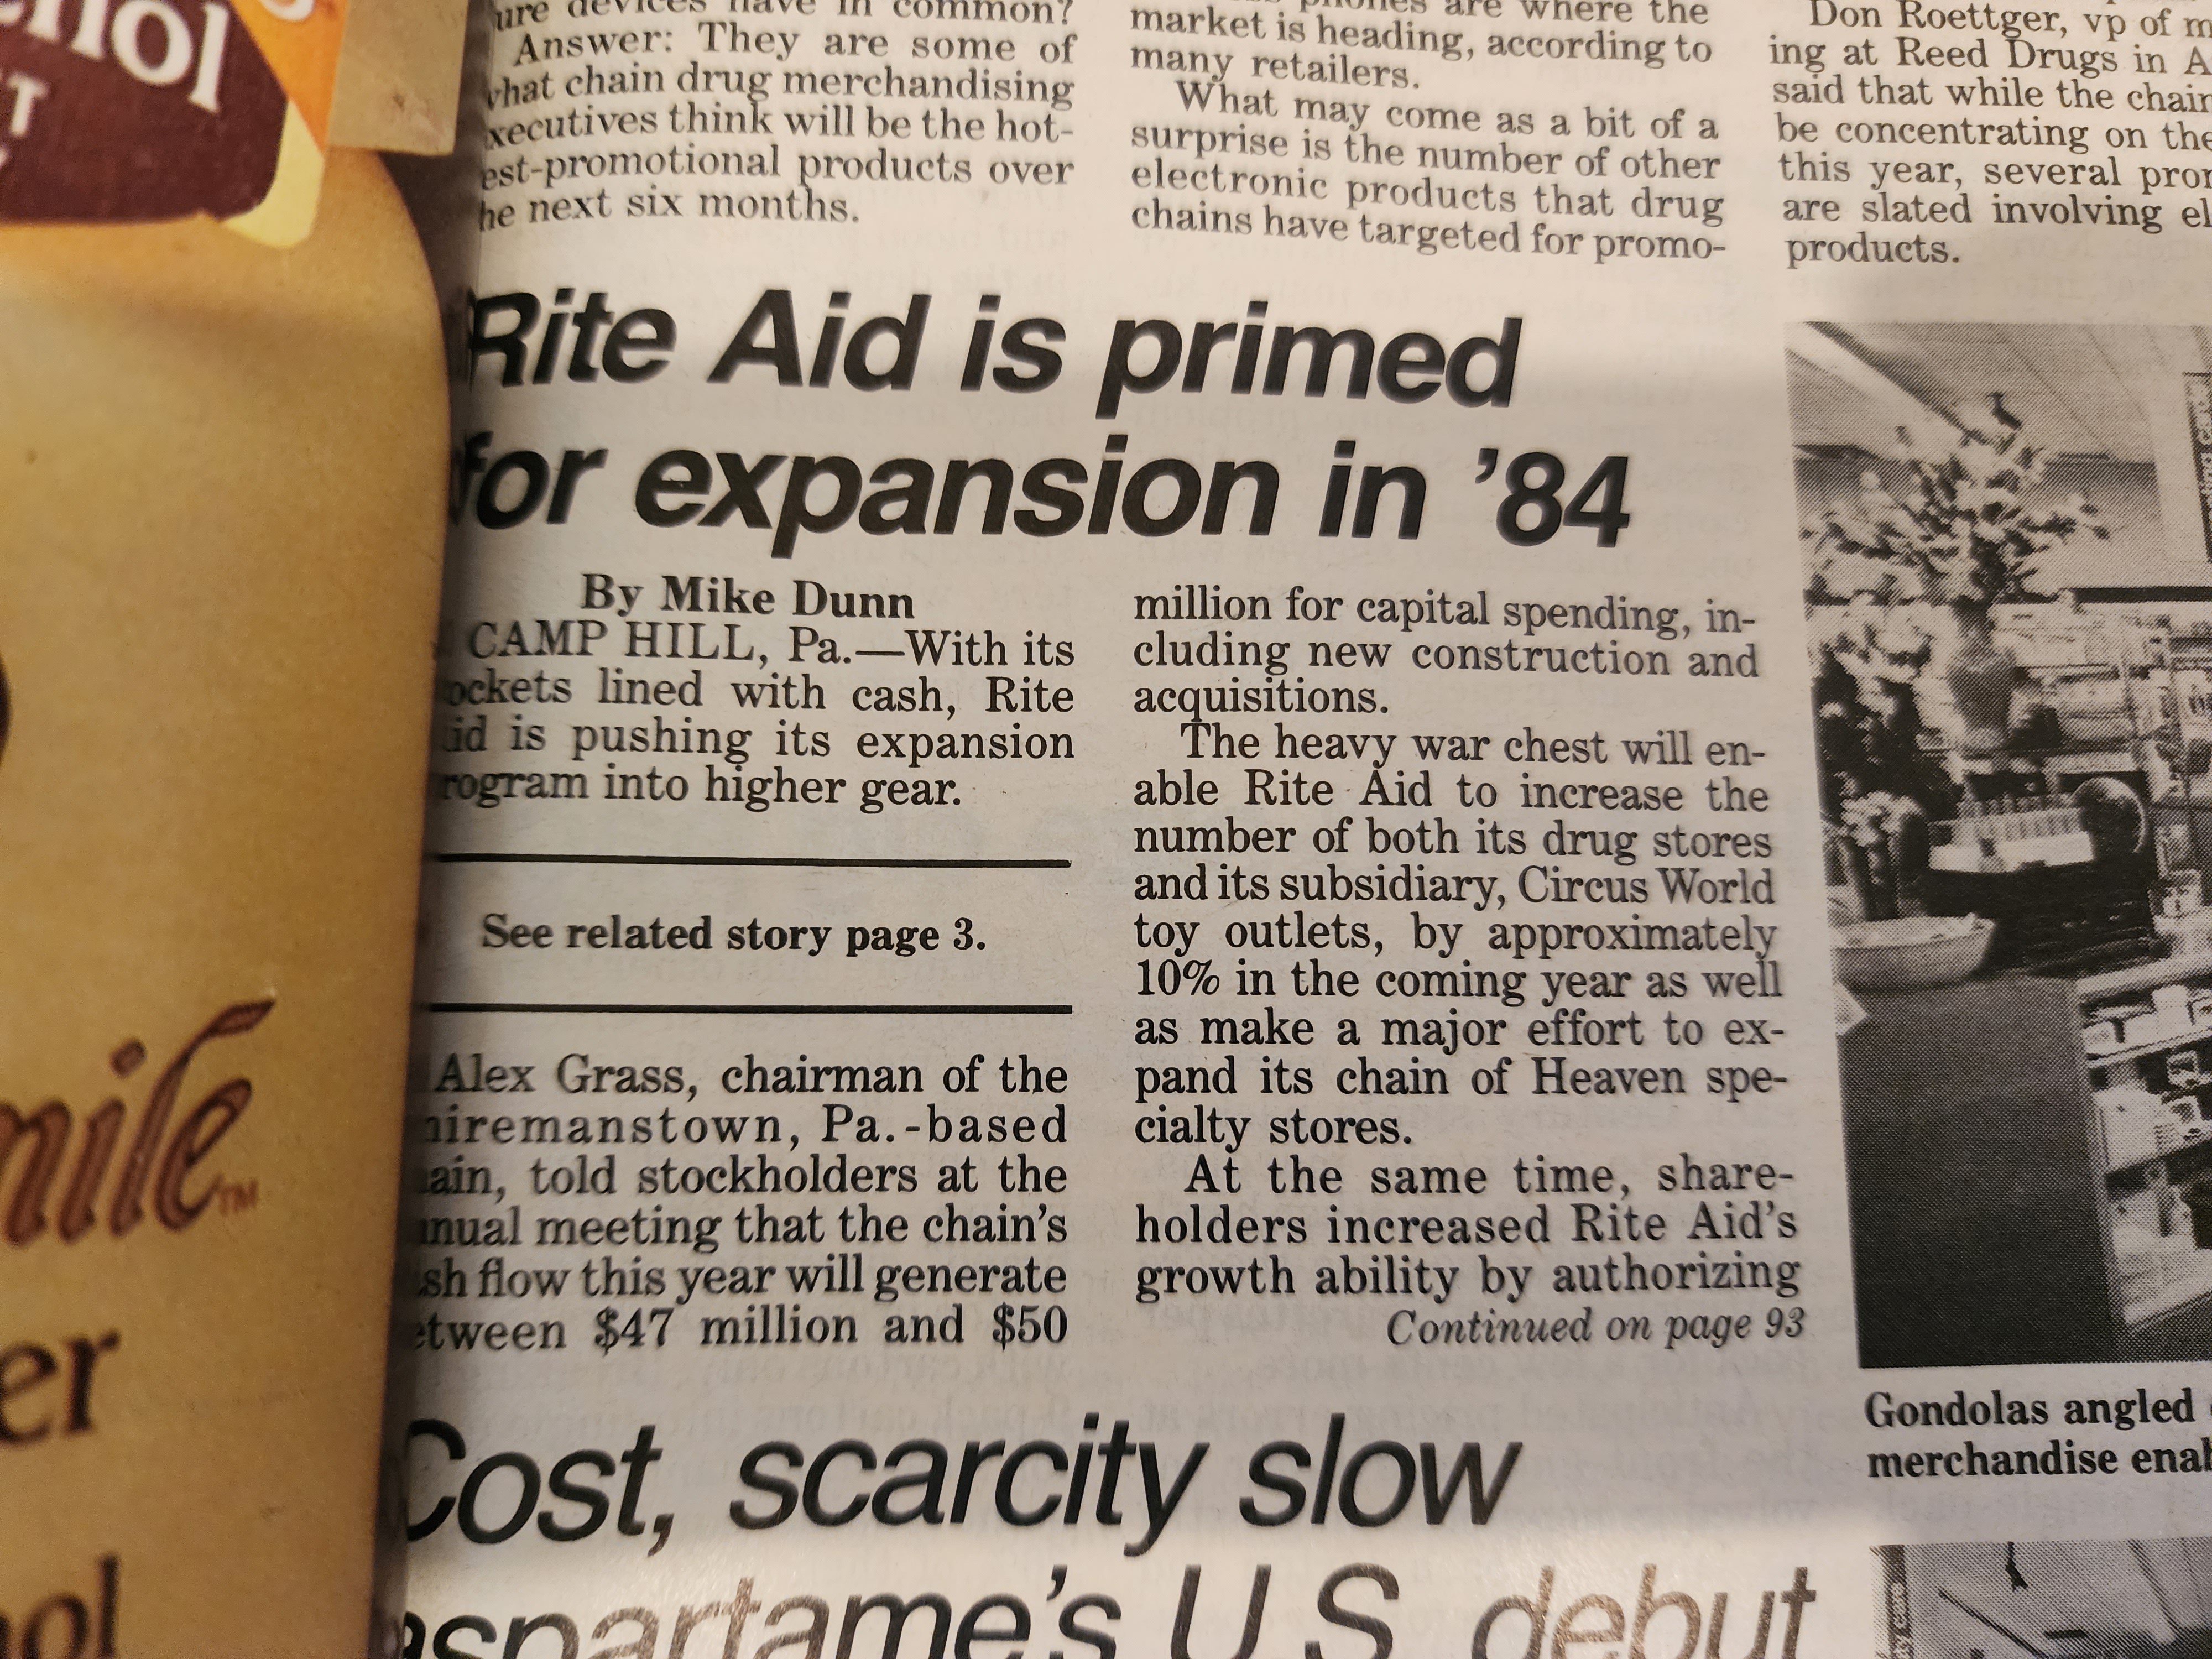 nol
T
ure devices have in common?
Answer: They are some of
what chain drug merchandising
executives think will be the hot-
est-promotional products over
he next six months.
phones are where the
market is heading, according to
many retailers.
What may come as a bit of a
surprise is the number of other
electronic products that drug
chains have targeted for promo-
Don Roettger, vp of m
ing at Reed Drugs in A
said that while the chain
be concentrating on the
this year, several pro
are slated involving el
products.
Rite Aid is primed
for expansion in '84
By Mike Dunn
CAMP HILL, Pa.—With its
ockets lined with cash, Rite
id is pushing its expansion
rogram into higher gear.
See related story page 3.
Alex Grass, chairman of the
iremanstown, Pa.-based
ain, told stockholders at the
nual meeting that the chain's
sh flow this year will generate
etween $47 million and $50
million for capital spending, in-
cluding new construction and
acquisitions.
The heavy war chest will en-
able Rite Aid to increase the
number of both its drug stores
and its subsidiary, Circus World
toy outlets, by approximately
10% in the coming year as well
as make a major effort to ex-
pand its chain of Heaven spe-
cialty stores.
At the same time, share-
holders increased Rite Aid's
growth ability by authorizing
Continued on page 93
Gondolas angled
merchandise ena
Cost, scarcity slow
aspartame's U.S. debut
mile™
er
ol